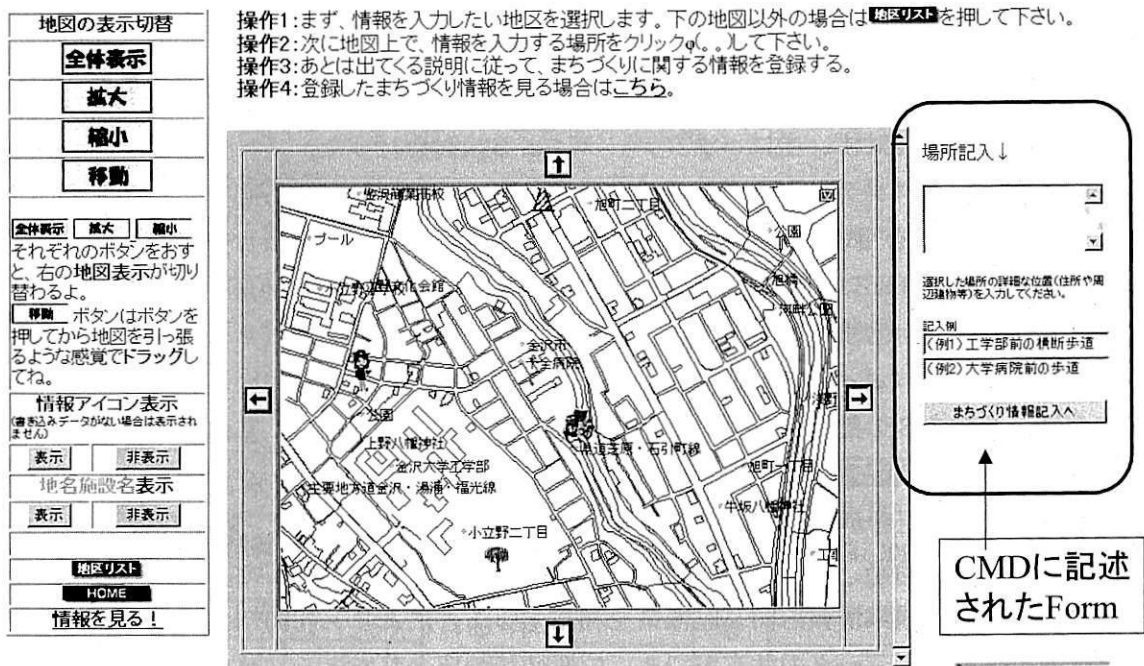 地図の表示切替
全体表示
拡大
縮小
移動
全体表示 拡大 縮小
それぞれのボタンをおす
と、右の地図表示が切り
替わるよ。
移動 ボタンはボタンを
押してから地図を引っ張
るような感覚でドラッグし
てね。
情報アイコン表示
(書き込みデータがない場合は表示され
ません)
表示 非表示
地名施設名表示
表示 非表示
地区リスト
HOME
情報を見る!
操作1:まず、情報を入力したい地区を選択します。下の地図以外の場合は地区リストを押して下さい。
操作2:次に地図上で、情報を入力する場所をクリックφ(。。)して下さい。
操作3:あとは出てくる説明に従って、まちづくりに関する情報を登録する。
操作4:登録したまちづくり情報を見る場合はこちら。
↑
旭町二丁目
プール
公園
旭橋
金沢市
←
→
公園
上野八幡神社
県道芝原・石引町線
金沢大学工学部
旭町一丁目
主要地方道金沢・湯涌・福光線
牛坂八幡神社
小立野二丁目
↓
場所記入↓
選択した場所の詳細な位置(住所や周
辺建物等)を入力してください。
記入例
(例1)工学部前の横断歩道
(例2)大学病院前の歩道
まちづくり情報記入へ
CMDに記述
されたForm